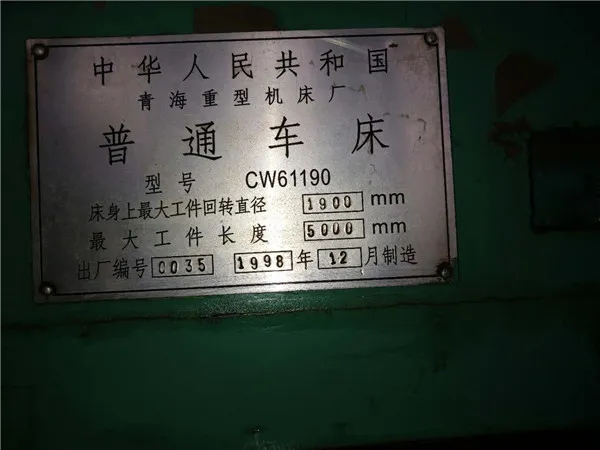 中华人民共和国
青海重型机床厂
普通车床
型号 CW61190
床身上最大工件回转直径 1900 mm
最大工件长度 5000 mm
出厂编号 0035 1998 年 12 月制造